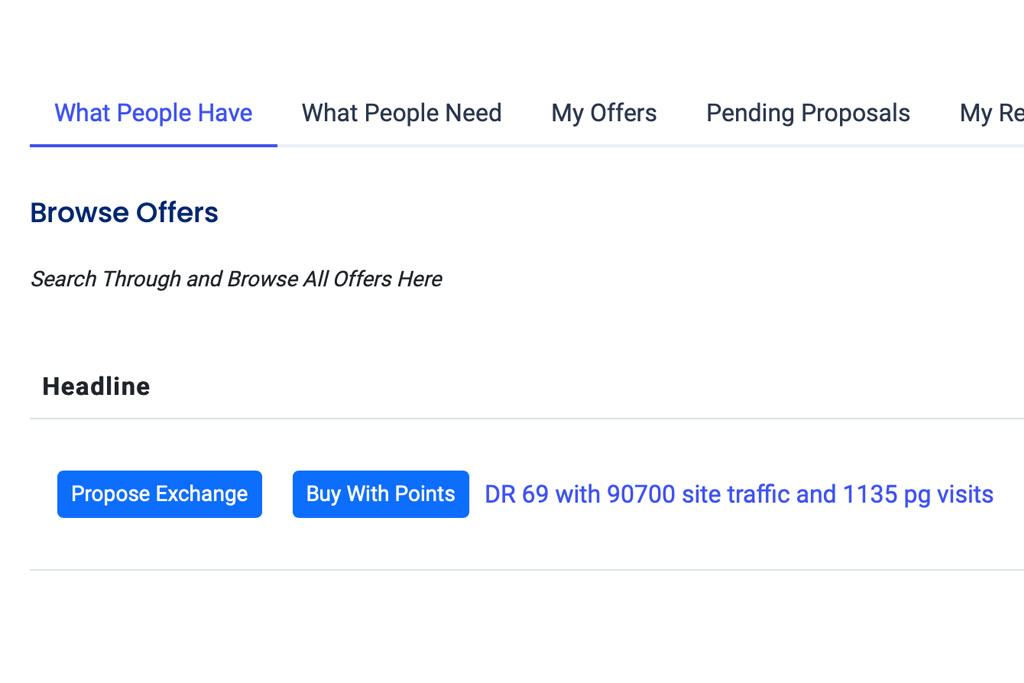 What People Have What People Need My Offers Pending Proposals My Re
Browse Offers
Search Through and Browse All Offers Here
Headline
Propose Exchange Buy With Points DR 69 with 90700 site traffic and 1135 pg visits